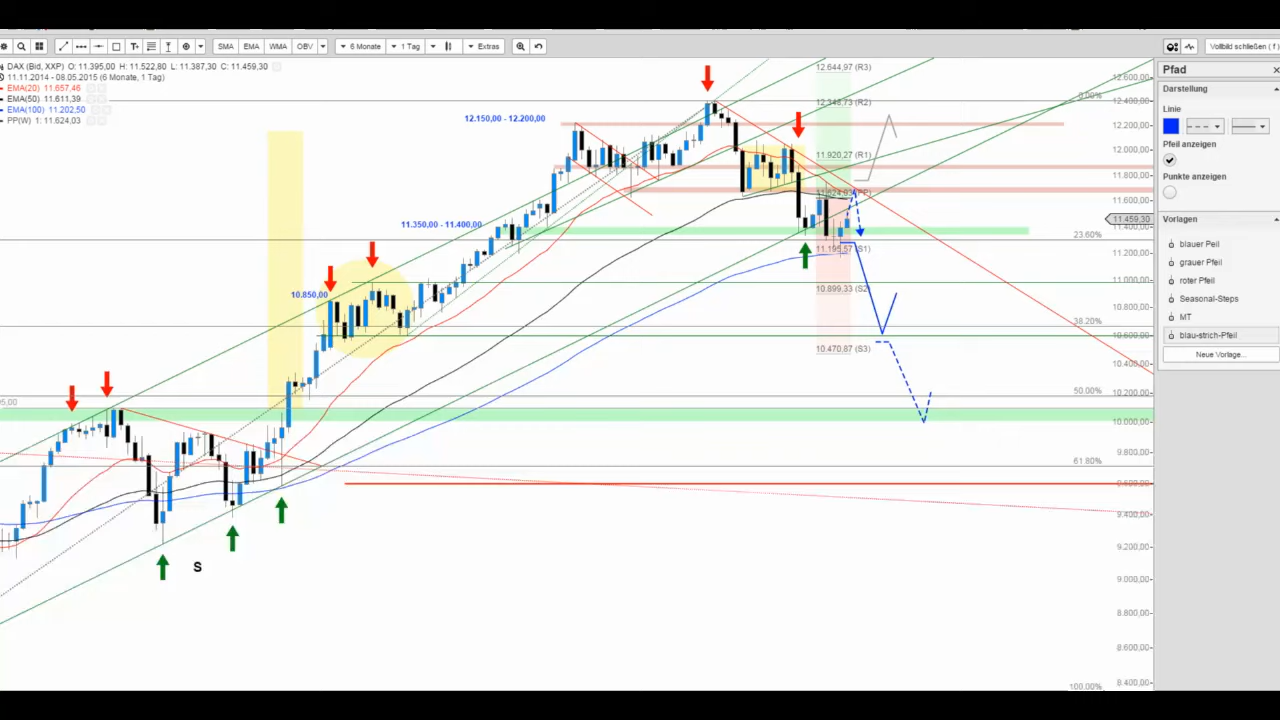 SMA EMA WMA OBV 6 Monate 1 Tag Extras Vollbild schließen ( f )
DAX (Bid, XXP) O: 11.395,00 H: 11.522,80 L: 11.387,30 C: 11.459,30
11.11.2014 - 08.05.2015 (6 Monate, 1 Tag)
EMA(20) 11.657,46
EMA(50) 11.611,39
EMA(100) 11.202,50
PP(W) 1: 11.624,03
12.644,97 (R3)
12.348,73 (R2)
12.150,00 - 12.200,00
11.920,27 (R1)
11.624,03 (PP)
11.350,00 - 11.400,00
11.195,57 (S1)
10.899,33 (S2)
10.850,00
10.470,87 (S3)
S
0.00%
23.60%
38.20%
50.00%
61.80%
100.00%
12.600,00
12.400,00
12.200,00
12.000,00
11.800,00
11.600,00
11.459,30
11.400,00
11.200,00
11.000,00
10.800,00
10.600,00
10.400,00
10.200,00
10.000,00
9.800,00
9.600,00
9.400,00
9.200,00
9.000,00
8.800,00
8.600,00
8.400,00
Pfad
Darstellung
Linie
Pfeil anzeigen
Punkte anzeigen
Vorlagen
blauer Peil
grauer Pfeil
roter Pfeil
Seasonal-Steps
MT
blau-strich-Pfeil
Neue Vorlage...